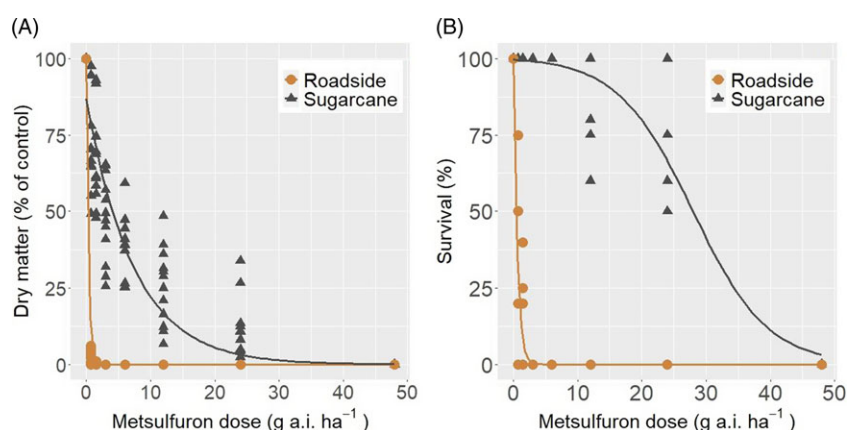 (A)
Dry matter (% of control)
100
75
50
25
0
Roadside
Sugarcane
0 10 20 30 40 50
Metsulfuron dose (g a.i. ha⁻¹ )
(B)
Survival (%)
100
75
50
25
0
Roadside
Sugarcane
0 10 20 30 40 50
Metsulfuron dose (g a.i. ha⁻¹ )